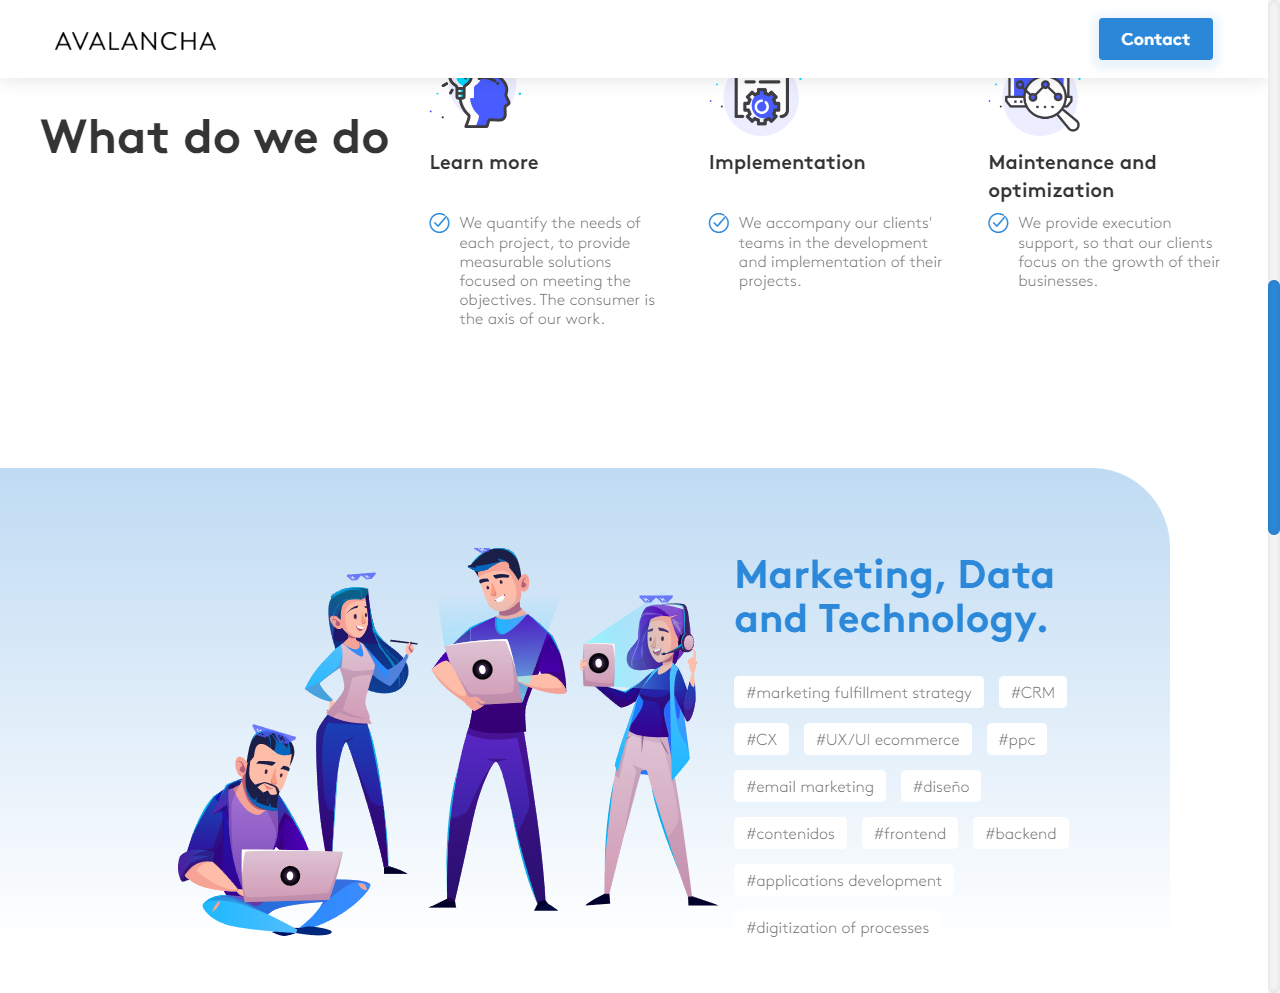 AVALANCHA
Contact
What do we do
Learn more
We quantify the needs of
each project, to provide
measurable solutions
focused on meeting the
objectives. The consumer is
the axis of our work.
Implementation
We accompany our clients'
teams in the development
and implementation of their
projects.
Maintenance and
optimization
We provide execution
support, so that our clients
focus on the growth of their
businesses.
Marketing, Data
and Technology.
#marketing fulfillment strategy #CRM
#CX #UX/UI ecommerce #ppc
#email marketing #diseño
#contenidos #frontend #backend
#applications development
#digitization of processes